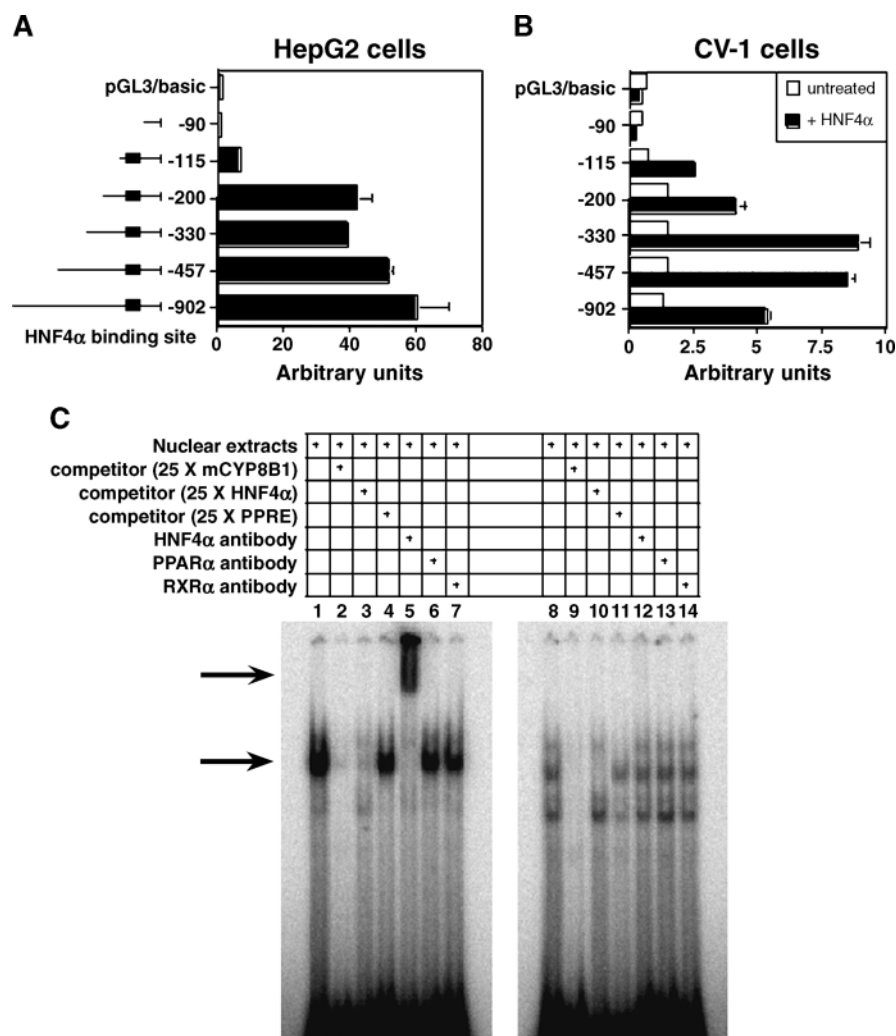 A
HepG2 cells
pGL3/basic
-90
-115
-200
-330
-457
-902
HNF4α binding site
0 20 40 60 80
Arbitrary units
B
CV-1 cells
untreated
+ HNF4α
pGL3/basic
-90
-115
-200
-330
-457
-902
0 2.5 5 7.5 10
Arbitrary units
C
Nuclear extracts + + + + + + + + + + + + + +
competitor (25 X mCYP8B1) + +
competitor (25 X HNF4α) + +
competitor (25 X PPRE) + +
HNF4α antibody + +
PPARα antibody + +
RXRα antibody + +
1 2 3 4 5 6 7 8 9 10 11 12 13 14